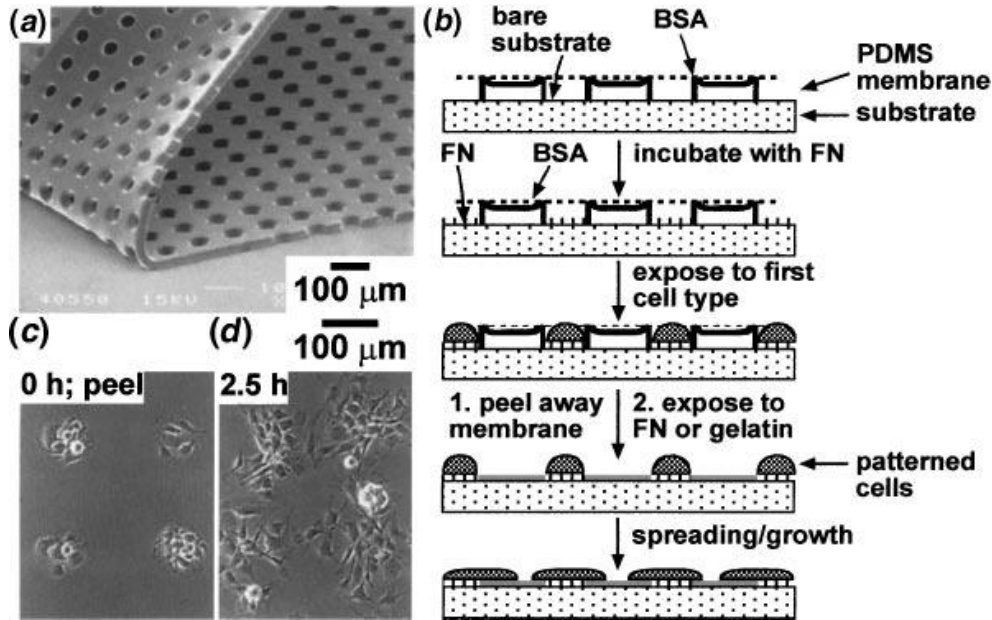 (a)
40550 15KV
100 μm
100 μm
(c)
0 h; peel
(d)
2.5 h
(b)
bare
substrate
BSA
PDMS
membrane
substrate
FN
BSA
incubate with FN
expose to first
cell type
1. peel away
membrane
2. expose to
FN or gelatin
patterned
cells
spreading/growth